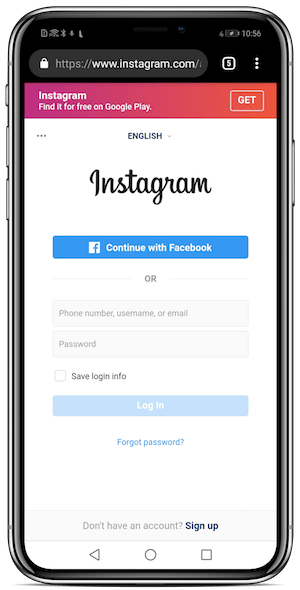 4 10:56
https://www.instagram.com/a
5
Instagram
Find it for free on Google Play.
GET
ENGLISH
Instagram
Continue with Facebook
OR
Phone number, username, or email
Password
Save login info
Log In
Forgot password?
Don't have an account? Sign up